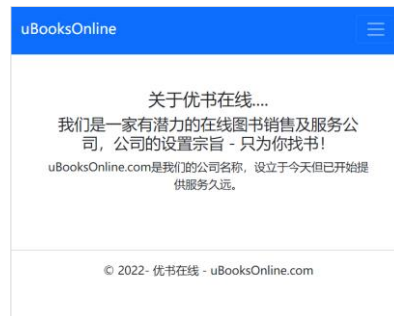 uBooksOnline
关于优书在线....
我们是一家有潜力的在线图书销售及服务公
司，公司的设置宗旨 - 只为你找书！
uBooksOnline.com是我们的公司名称，设立于今天但已开始提
供服务久远。
© 2022- 优书在线 - uBooksOnline.com